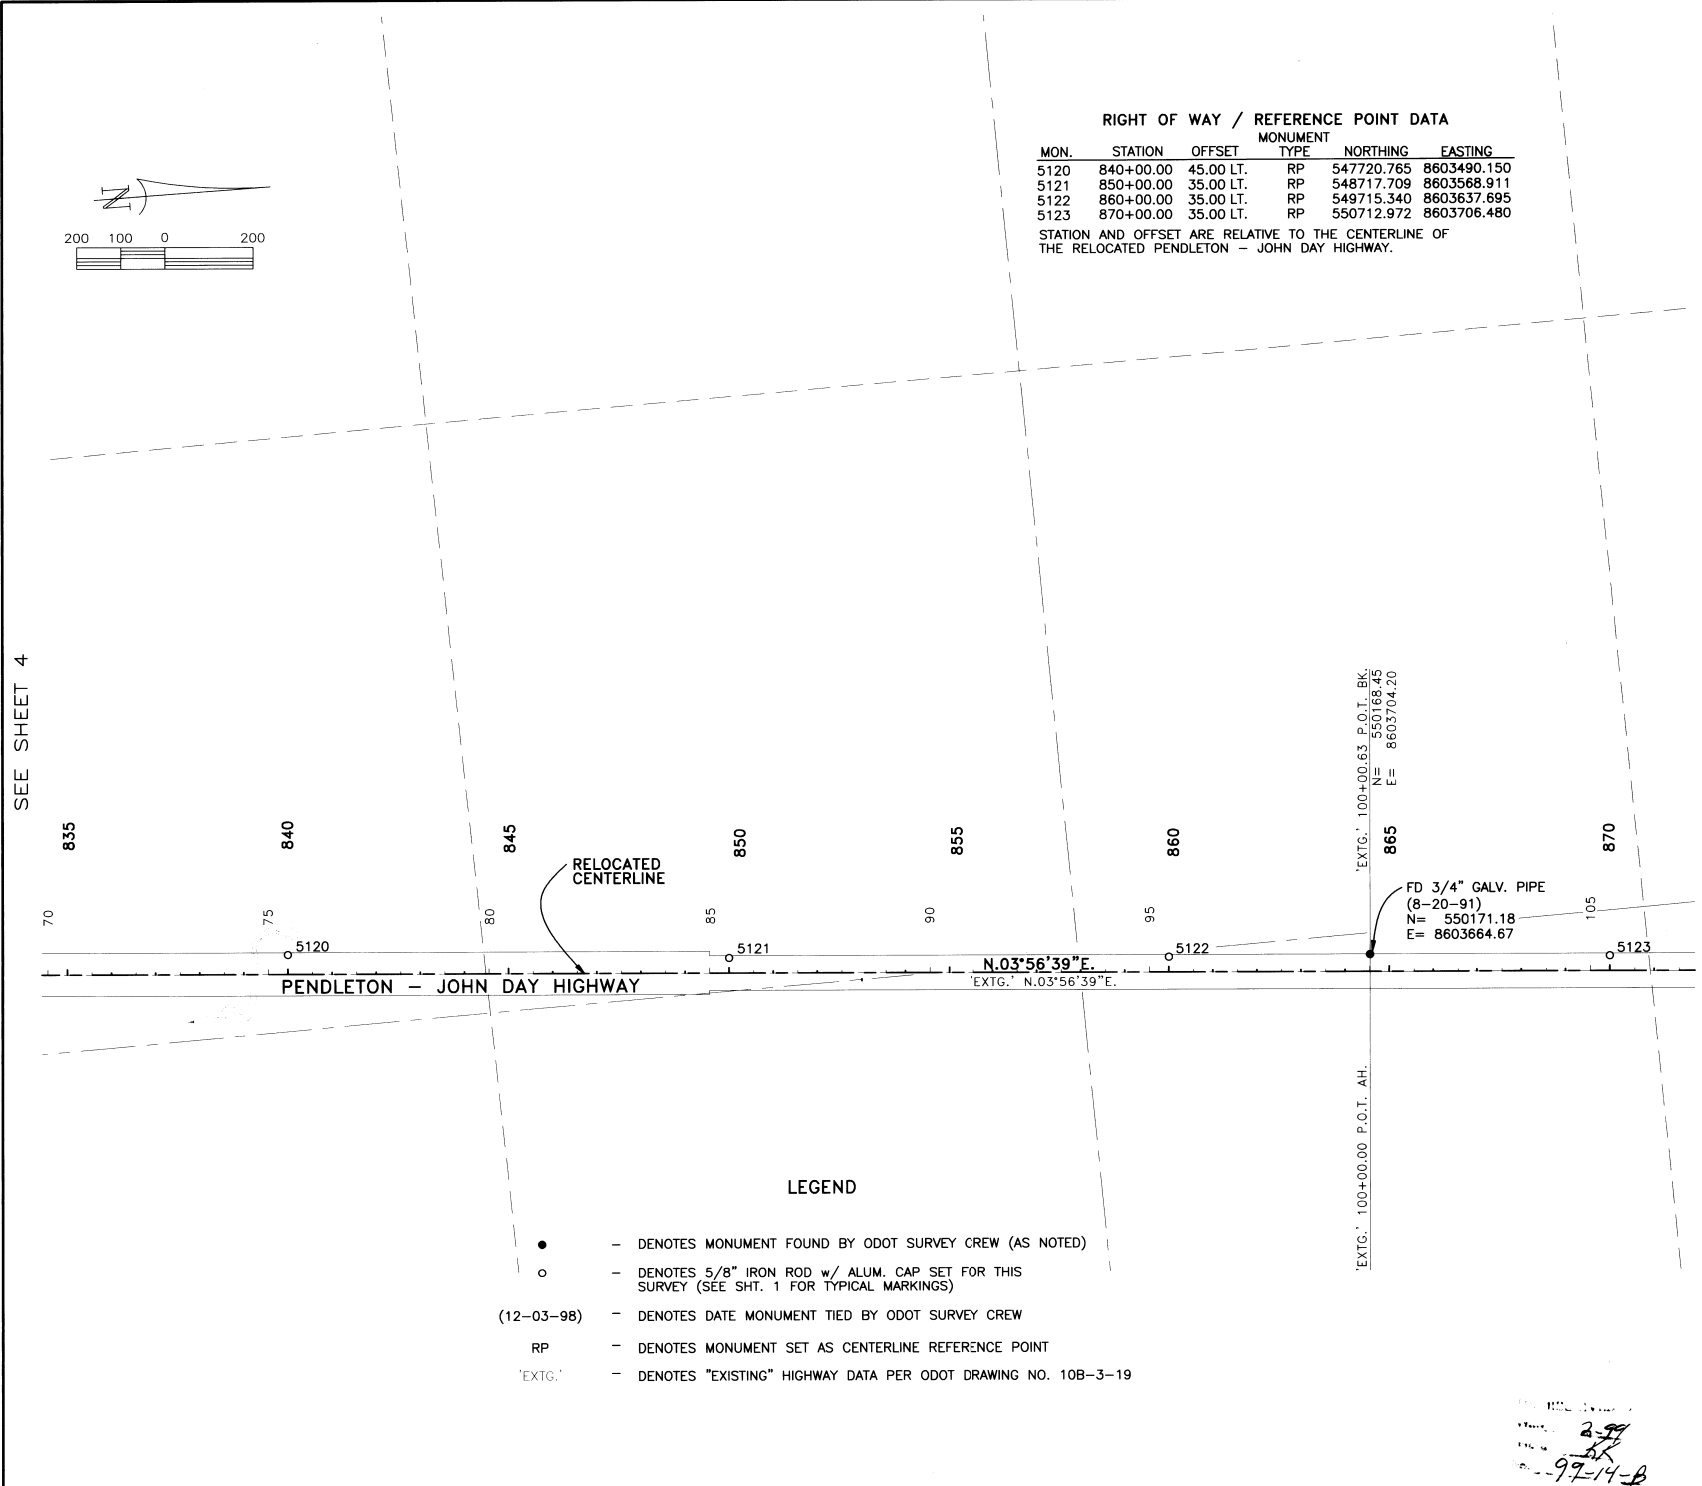 RIGHT OF WAY / REFERENCE POINT DATA
MONUMENT
MON. STATION OFFSET TYPE NORTHING EASTING
5120 840+00.00 45.00 LT. RP 547720.765 8603490.150
5121 850+00.00 35.00 LT. RP 548717.709 8603568.911
5122 860+00.00 35.00 LT. RP 549715.340 8603637.695
5123 870+00.00 35.00 LT. RP 550712.972 8603706.480
STATION AND OFFSET ARE RELATIVE TO THE CENTERLINE OF
THE RELOCATED PENDLETON – JOHN DAY HIGHWAY.
N
200 100 0 200
SEE SHEET 4
'EXTG.' 100+00.63 P.O.T. BK.
N= 550168.45
E= 8603704.20
835 840 845 850 855 860 865 870
RELOCATED
CENTERLINE
FD 3/4" GALV. PIPE
(8-20-91)
N= 550171.18
E= 8603664.67
70 75 80 85 90 95 105
5120 5121 5122 5123
N.03°56'39"E.
PENDLETON – JOHN DAY HIGHWAY
'EXTG.' N.03°56'39"E.
'EXTG.' 100+00.00 P.O.T. AH.
LEGEND
– DENOTES MONUMENT FOUND BY ODOT SURVEY CREW (AS NOTED)
– DENOTES 5/8" IRON ROD w/ ALUM. CAP SET FOR THIS
SURVEY (SEE SHT. 1 FOR TYPICAL MARKINGS)
(12-03-98) – DENOTES DATE MONUMENT TIED BY ODOT SURVEY CREW
RP – DENOTES MONUMENT SET AS CENTERLINE REFERENCE POINT
'EXTG.' – DENOTES "EXISTING" HIGHWAY DATA PER ODOT DRAWING NO. 10B-3-19
2-99
99-14-B